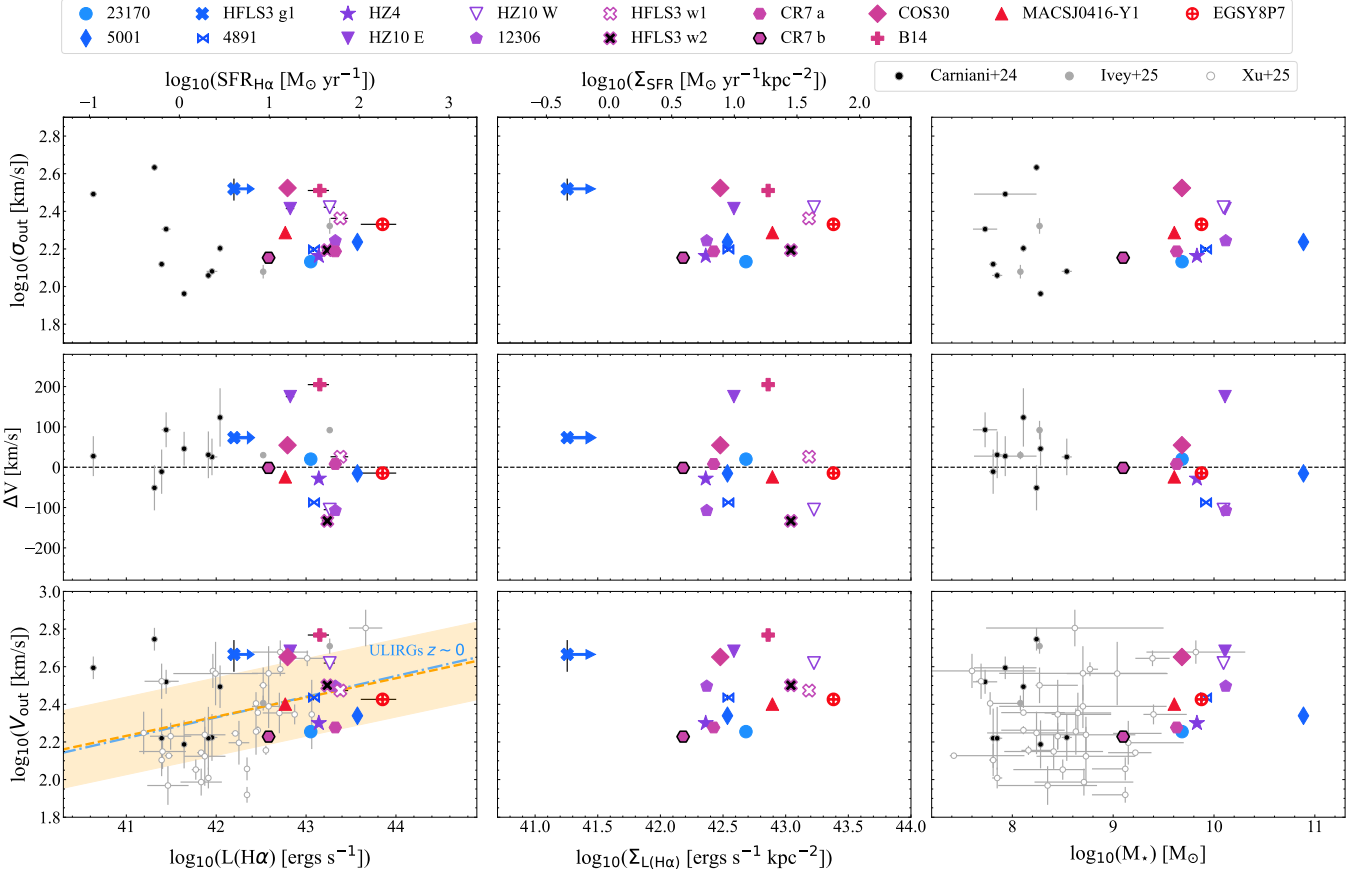 23170 HFLS3 g1 HZ4 HZ10 W HFLS3 w1 CR7 a COS30 MACSJ0416-Y1 EGSY8P7
5001 4891 HZ10 E 12306 HFLS3 w2 CR7 b B14
Carniani+24 Ivey+25 Xu+25
log₁₀(SFR_Hα [M⊙ yr⁻¹])
−1 0 1 2 3
log₁₀(Σ_SFR [M⊙ yr⁻¹kpc⁻²])
−0.5 0.0 0.5 1.0 1.5 2.0
log₁₀(σ_out [km/s])
2.8
2.6
2.4
2.2
2.0
1.8
ΔV [km/s]
200
100
0
−100
−200
log₁₀(V_out [km/s])
3.0
2.8
2.6
2.4
2.2
2.0
1.8
ULIRGs z ~ 0
41 42 43 44
41.0 41.5 42.0 42.5 43.0 43.5 44.0
8 9 10 11
log₁₀(L(Hα) [ergs s⁻¹])
log₁₀(Σ_L(Hα) [ergs s⁻¹ kpc⁻²])
log₁₀(M⋆) [M⊙]